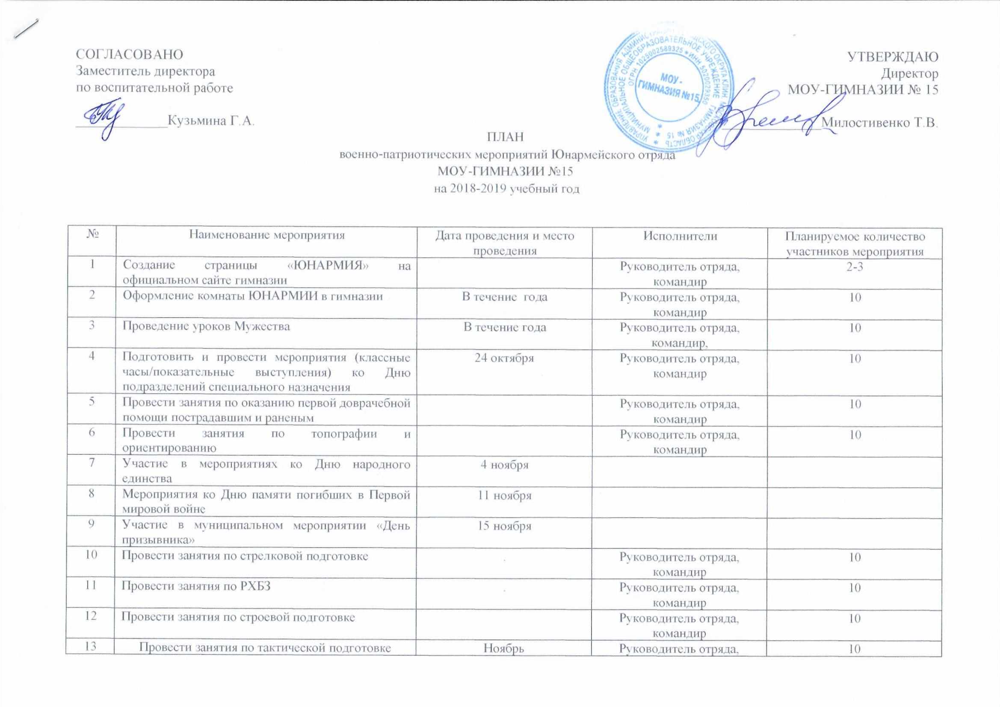 СОГЛАСОВАНО
Заместитель директора
по воспитательной работе
Кузьмина Г.А.
УПРАВЛЕНИЕ ОБРАЗОВАНИЯ АДМИНИСТРАЦИИ ГОРОДСКОГО ОКРУГА КЛИН, МОСКОВСКАЯ ОБЛАСТЬ
МУНИЦИПАЛЬНОЕ ОБЩЕОБРАЗОВАТЕЛЬНОЕ УЧРЕЖДЕНИЕ ГИМНАЗИЯ № 15
ОГРН 1025002589325 * ИНН 5020029350
МОУ-
ГИМНАЗИЯ №15
УТВЕРЖДАЮ
Директор
МОУ-ГИМНАЗИИ № 15
Милостивенко Т.В.
ПЛАН
военно-патриотических мероприятий Юнармейского отряда
МОУ-ГИМНАЗИИ №15
на 2018-2019 учебный год
№ Наименование мероприятия Дата проведения и место Исполнители Планируемое количество
проведения участников мероприятия
1 Создание страницы «ЮНАРМИЯ» на Руководитель отряда, 2-3
официальном сайте гимназии командир
2 Оформление комнаты ЮНАРМИИ в гимназии В течение года Руководитель отряда, 10
командир
3 Проведение уроков Мужества В течение года Руководитель отряда, 10
командир,
4 Подготовить и провести мероприятия (классные 24 октября Руководитель отряда, 10
часы/показательные выступления) ко Дню командир
подразделений специального назначения
5 Провести занятия по оказанию первой доврачебной Руководитель отряда, 10
помощи пострадавшим и раненым командир
6 Провести занятия по топографии и Руководитель отряда, 10
ориентированию командир
7 Участие в мероприятиях ко Дню народного 4 ноября
единства
8 Мероприятия ко Дню памяти погибших в Первой 11 ноября
мировой войне
9 Участие в муниципальном мероприятии «День 15 ноября
призывника»
10 Провести занятия по стрелковой подготовке Руководитель отряда, 10
командир
11 Провести занятия по РХБЗ Руководитель отряда, 10
командир
12 Провести занятия по строевой подготовке Руководитель отряда, 10
командир
13 Провести занятия по тактической подготовке Ноябрь Руководитель отряда, 10